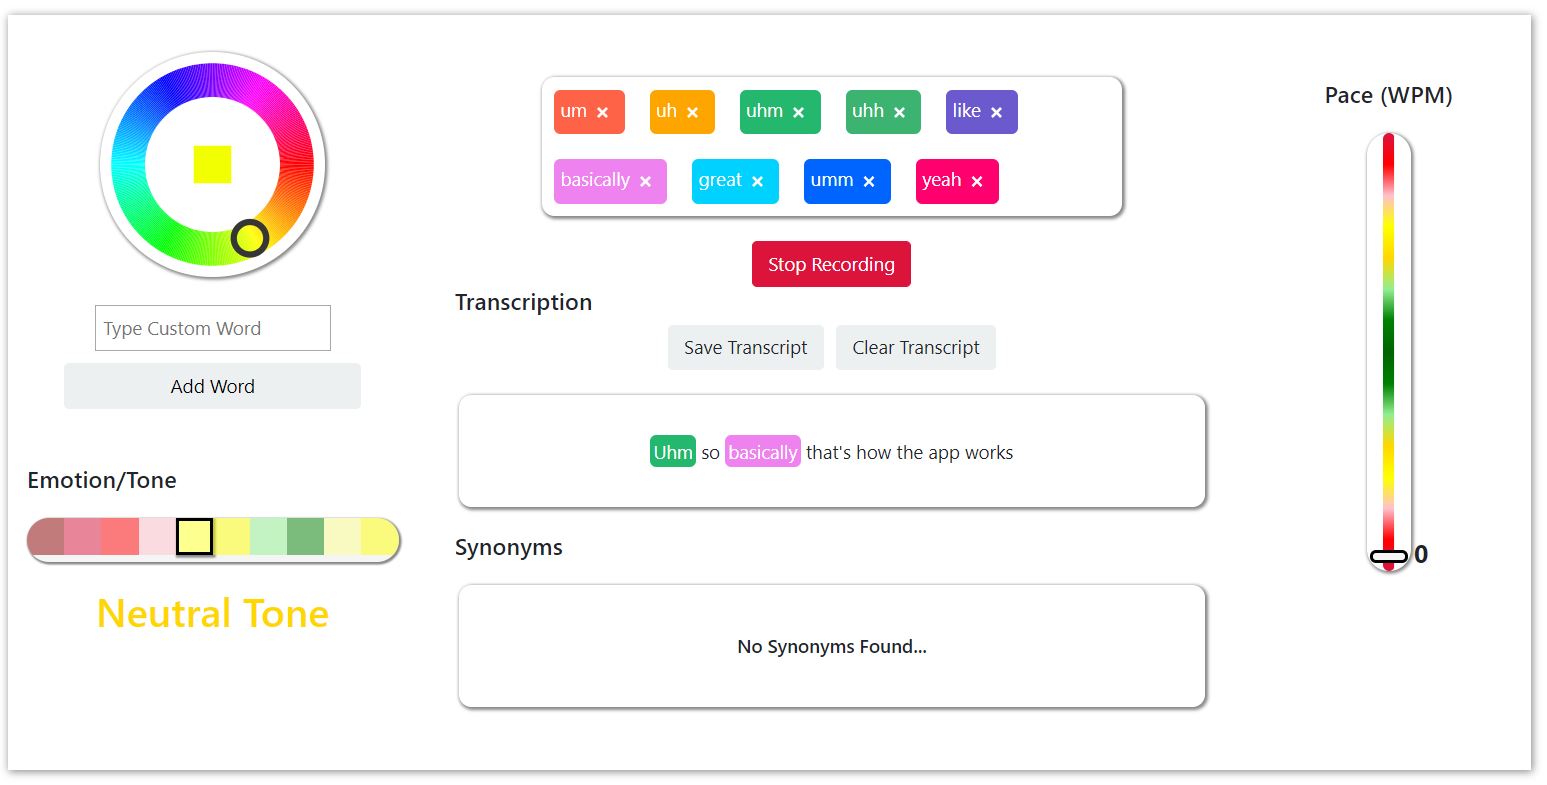 Pace (WPM)
um × uh × uhm × uhh × like ×
basically × great × umm × yeah ×
Stop Recording
Transcription
Type Custom Word
Save Transcript Clear Transcript
Add Word
Uhm so basically that's how the app works
Emotion/Tone
Synonyms
0
Neutral Tone
No Synonyms Found...